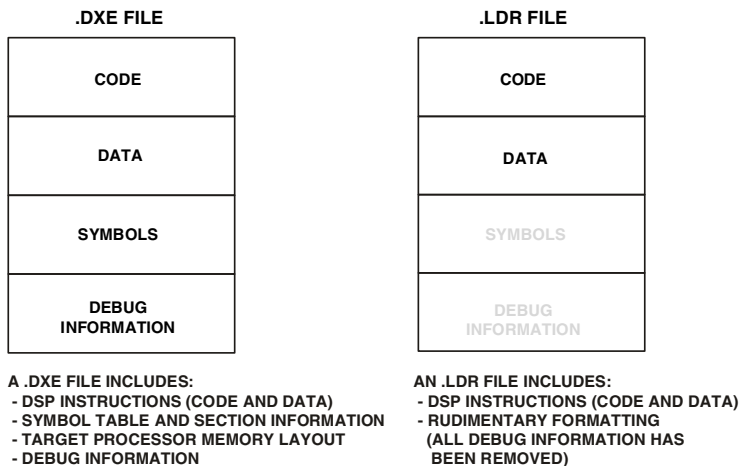 .DXE FILE
CODE
DATA
SYMBOLS
DEBUG
INFORMATION
A .DXE FILE INCLUDES:
- DSP INSTRUCTIONS (CODE AND DATA)
- SYMBOL TABLE AND SECTION INFORMATION
- TARGET PROCESSOR MEMORY LAYOUT
- DEBUG INFORMATION
.LDR FILE
CODE
DATA
SYMBOLS
DEBUG
INFORMATION
AN .LDR FILE INCLUDES:
- DSP INSTRUCTIONS (CODE AND DATA)
- RUDIMENTARY FORMATTING
(ALL DEBUG INFORMATION HAS
BEEN REMOVED)